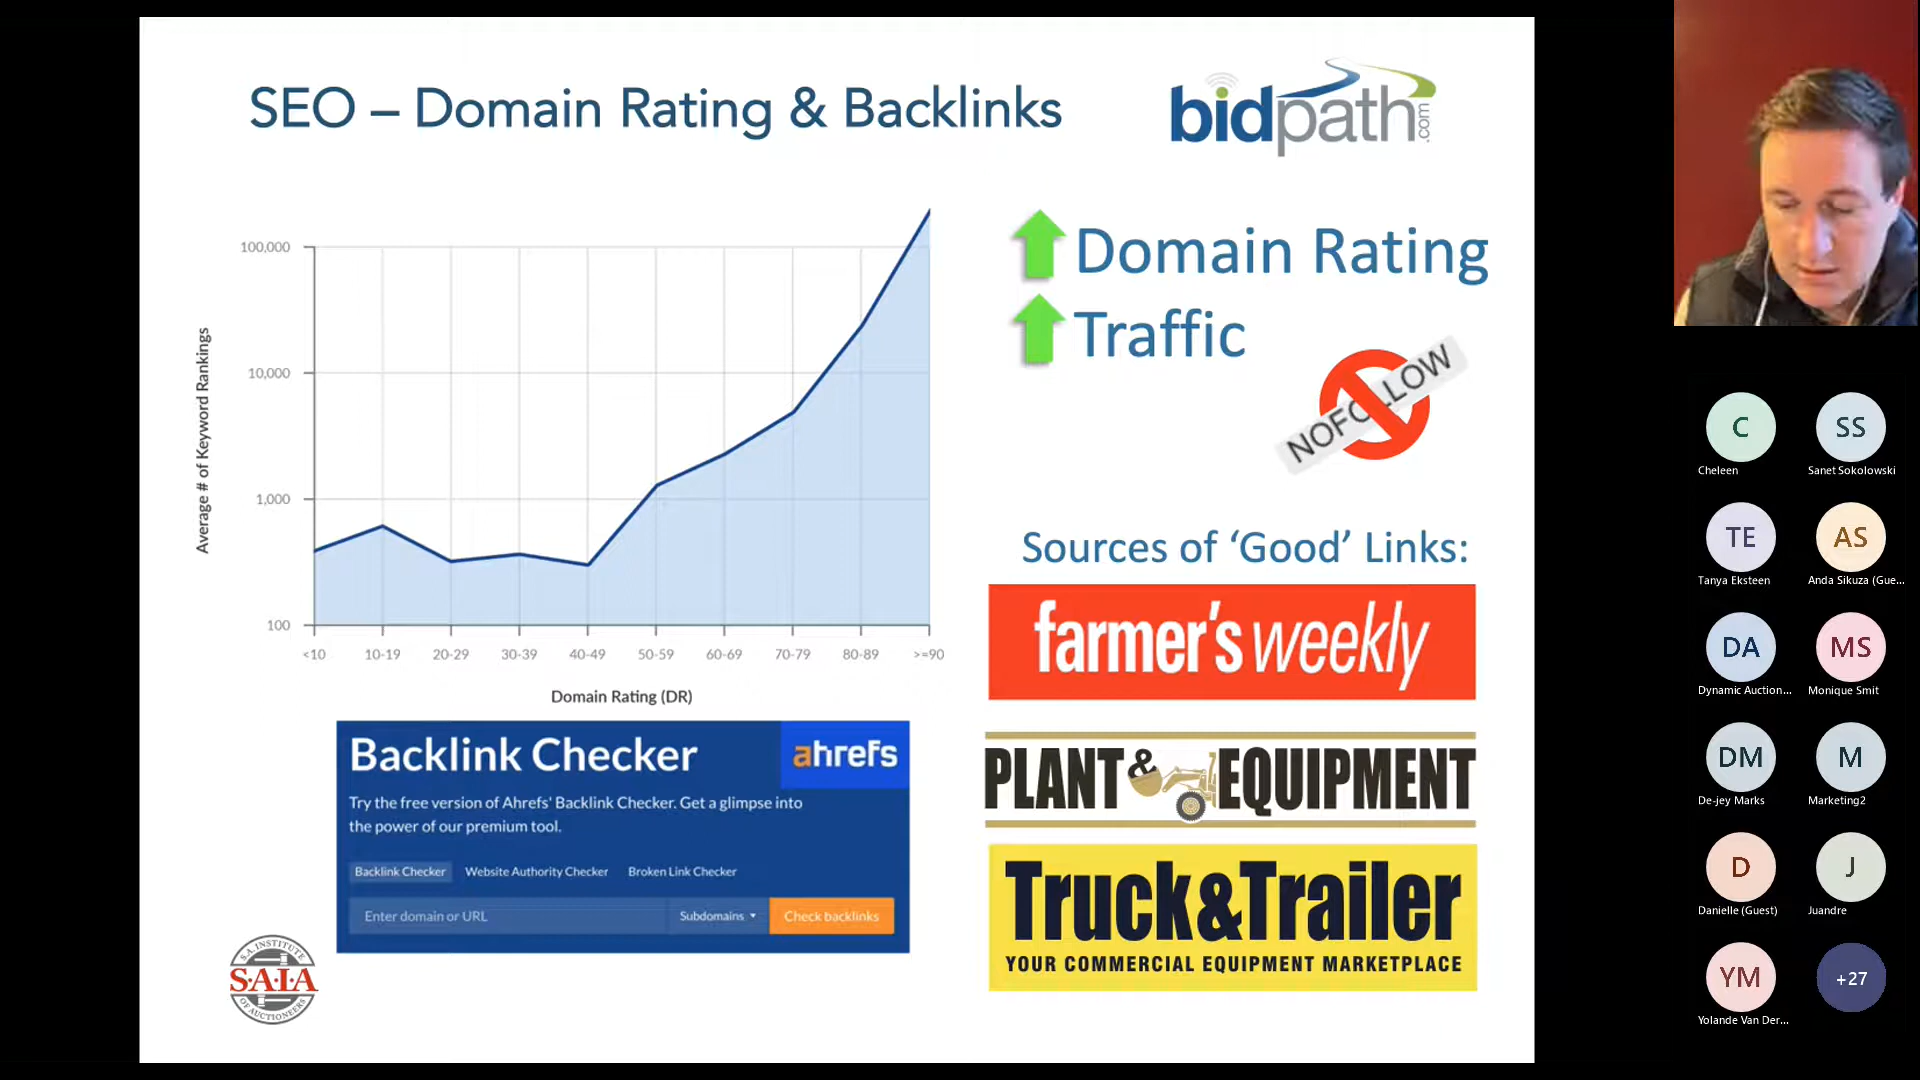 SEO – Domain Rating & Backlinks
bidpath.com
Average # of Keyword Rankings
100,000
10,000
1,000
100
<10 10-19 20-29 30-39 40-49 50-59 60-69 70-79 80-89 >=90
Domain Rating (DR)
Domain Rating
Traffic
NOFOLLOW
Sources of ‘Good’ Links:
farmer's weekly
PLANT & EQUIPMENT
Truck&Trailer
YOUR COMMERCIAL EQUIPMENT MARKETPLACE
Backlink Checker
ahrefs
Try the free version of Ahrefs' Backlink Checker. Get a glimpse into
the power of our premium tool.
Backlink Checker Website Authority Checker Broken Link Checker
Enter domain or URL Subdomains Check backlinks
S.A. INSTITUTE
S·A·I·A
OF AUCTIONEERS
C SS
Cheleen Sanet Sokolowski
TE AS
Tanya Eksteen Anda Sikuza (Gue...
DA MS
Dynamic Auction... Monique Smit
DM M
De-jey Marks Marketing2
D J
Danielle (Guest) Juandre
YM +27
Yolande Van Der...